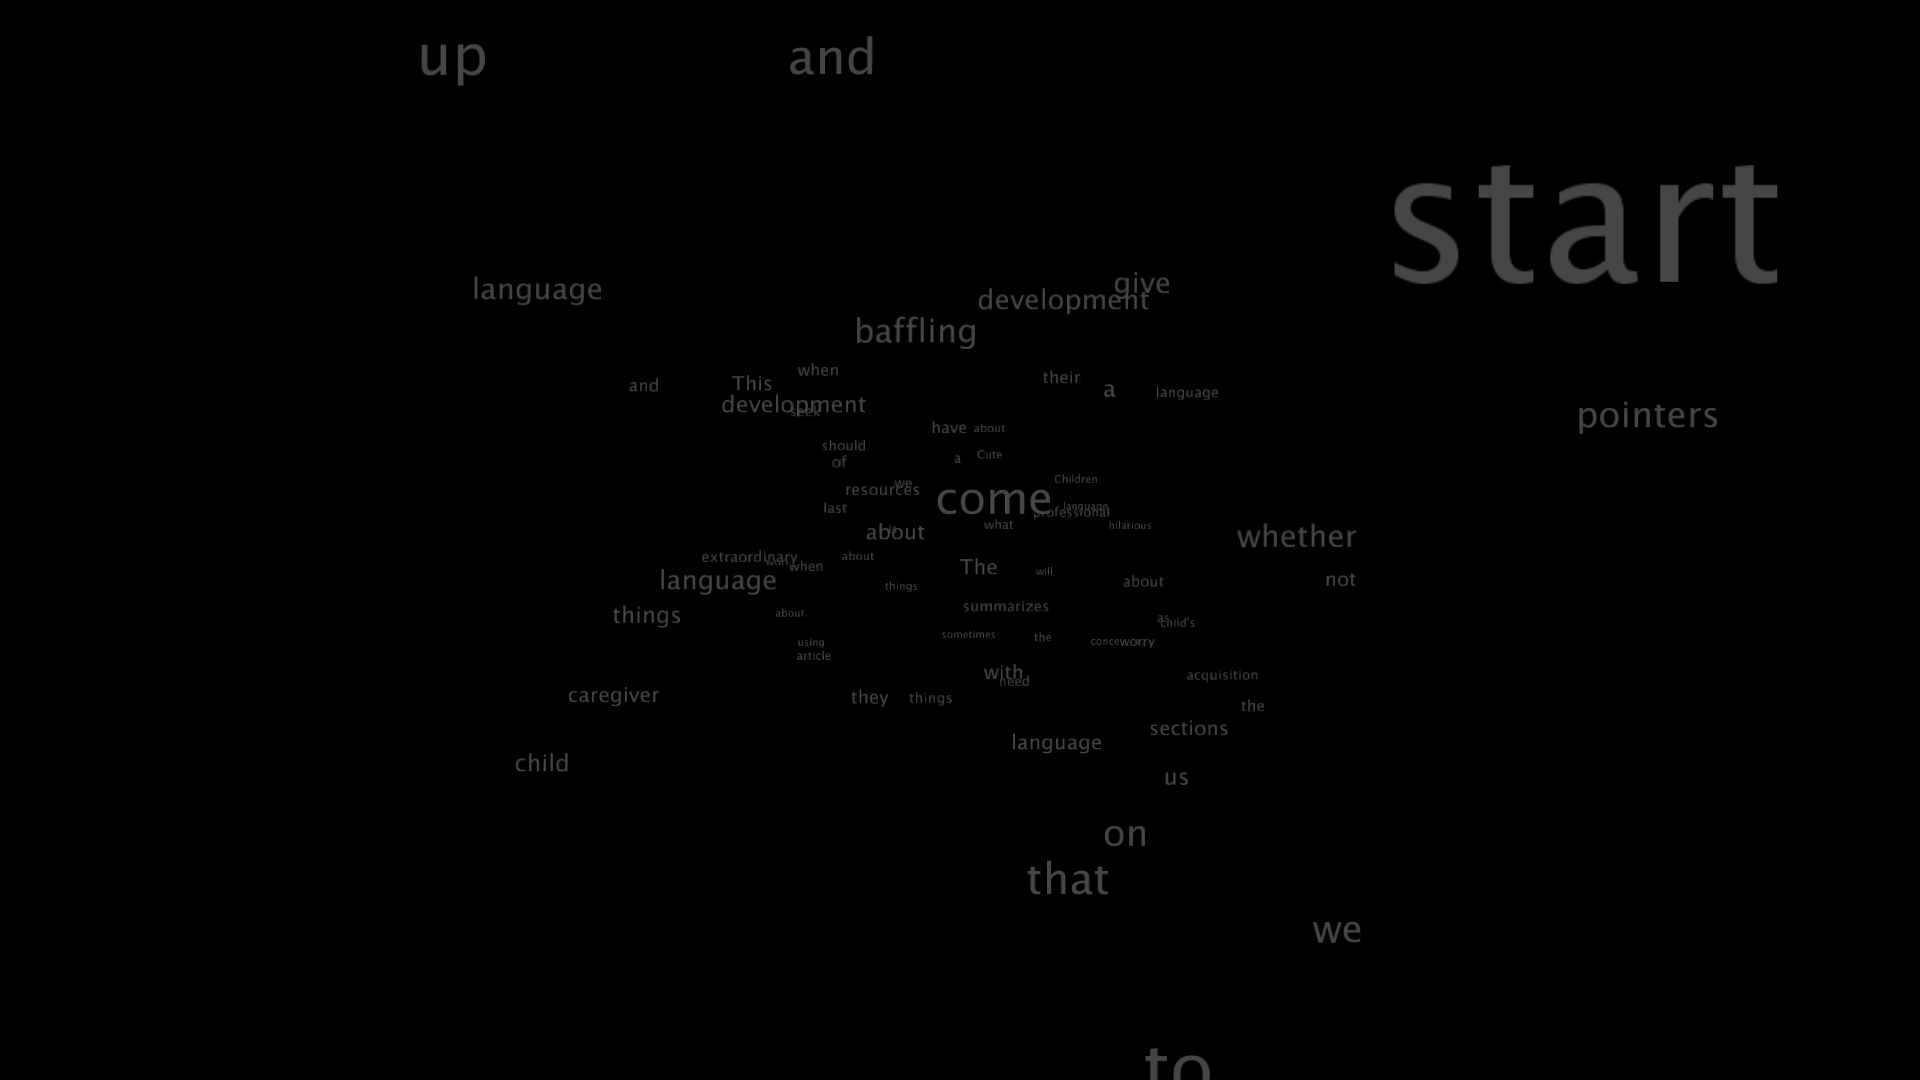 up and
start
give
language
development
baffling
when
their
and This a language
development
seek
pointers
have about
should
a Cute
of
Children
we
resources
come
language
last
professional
what hilarious
about
is
whether
extraordinary about
worry
when The will
language about not
things
summarizes
things about
as
child's
sometimes the
using worry
article
with
need
acquisition
caregiver they things
the
sections
language
child us
on
that
we
to